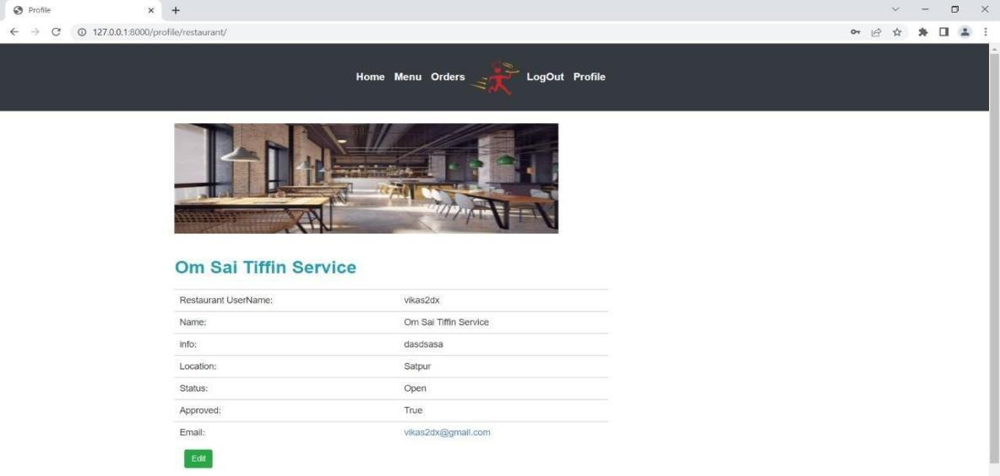 Profile
127.0.0.1:8000/profile/restaurant/
Home Menu Orders LogOut Profile
Om Sai Tiffin Service
Restaurant UserName: vikas2dx
Name: Om Sai Tiffin Service
info: dasdsasa
Location: Satpur
Status: Open
Approved: True
Email: vikas2dx@gmail.com
Edit